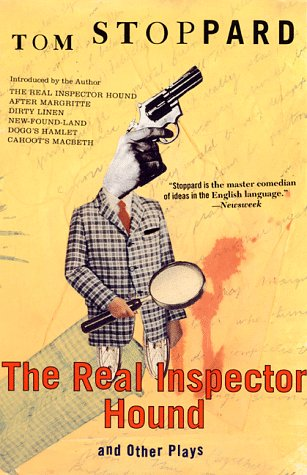 TOM STOPPARD
Introduced by the Author
THE REAL INSPECTOR HOUND
AFTER MARGRITTE
DIRTY LINEN
NEW-FOUND-LAND
DOGG'S HAMLET
CAHOOT'S MACBETH
"Stoppard is the master comedian
of ideas in the English language."
—Newsweek
The Real Inspector
Hound
and Other Plays